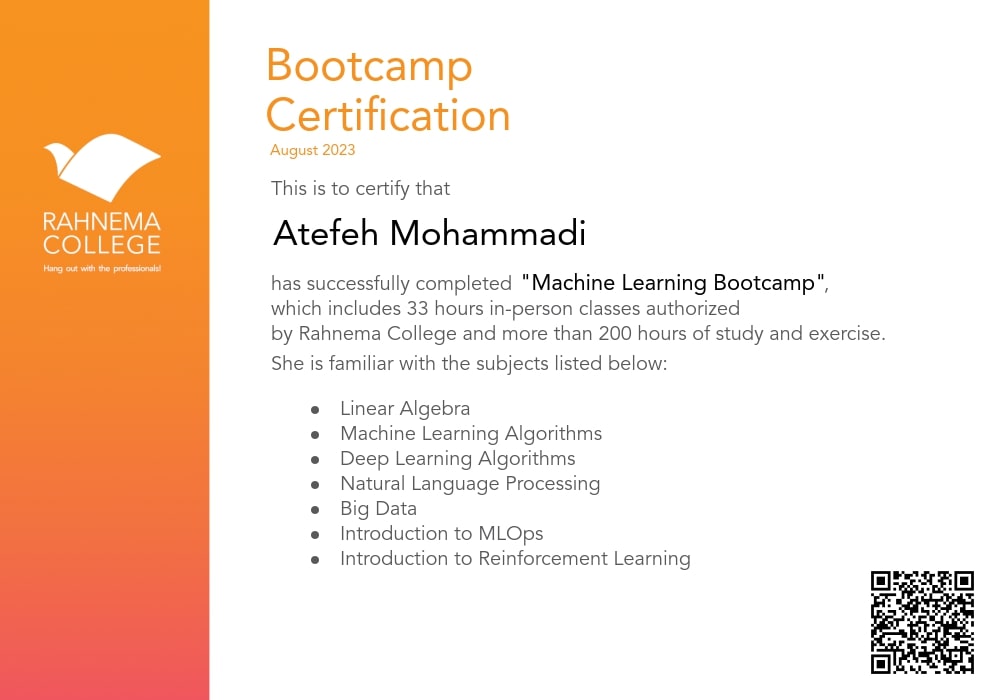 RAHNEMA
COLLEGE
Hang out with the professionals!
Bootcamp
Certification
August 2023
This is to certify that
Atefeh Mohammadi
has successfully completed "Machine Learning Bootcamp",
which includes 33 hours in-person classes authorized
by Rahnema College and more than 200 hours of study and exercise.
She is familiar with the subjects listed below:
● Linear Algebra
● Machine Learning Algorithms
● Deep Learning Algorithms
● Natural Language Processing
● Big Data
● Introduction to MLOps
● Introduction to Reinforcement Learning